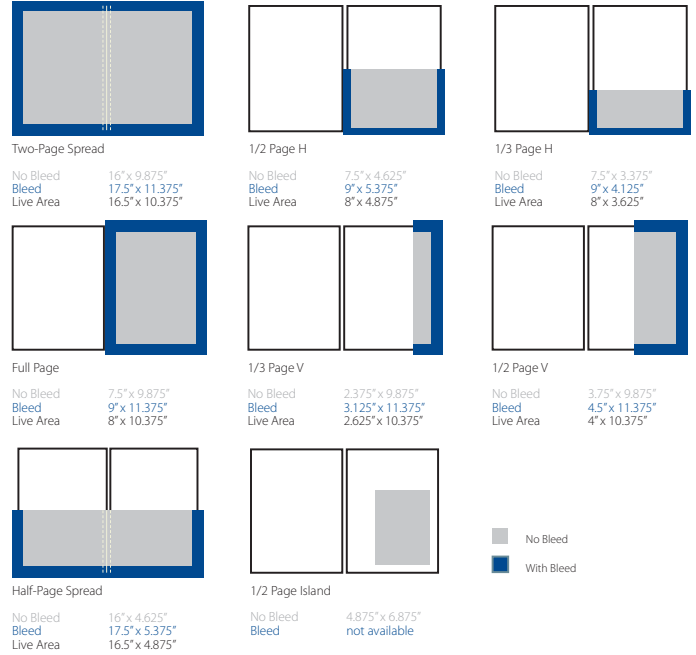 Two-Page Spread
No Bleed 16” x 9.875”
Bleed 17.5” x 11.375”
Live Area 16.5” x 10.375”
1/2 Page H
No Bleed 7.5” x 4.625”
Bleed 9” x 5.375”
Live Area 8” x 4.875”
1/3 Page H
No Bleed 7.5” x 3.375”
Bleed 9” x 4.125”
Live Area 8” x 3.625”
Full Page
No Bleed 7.5” x 9.875”
Bleed 9” x 11.375”
Live Area 8” x 10.375”
1/3 Page V
No Bleed 2.375” x 9.875”
Bleed 3.125” x 11.375”
Live Area 2.625” x 10.375”
1/2 Page V
No Bleed 3.75” x 9.875”
Bleed 4.5” x 11.375”
Live Area 4” x 10.375”
Half-Page Spread
No Bleed 16” x 4.625”
Bleed 17.5” x 5.375”
Live Area 16.5” x 4.875”
1/2 Page Island
No Bleed 4.875” x 6.875”
Bleed not available
No Bleed
With Bleed